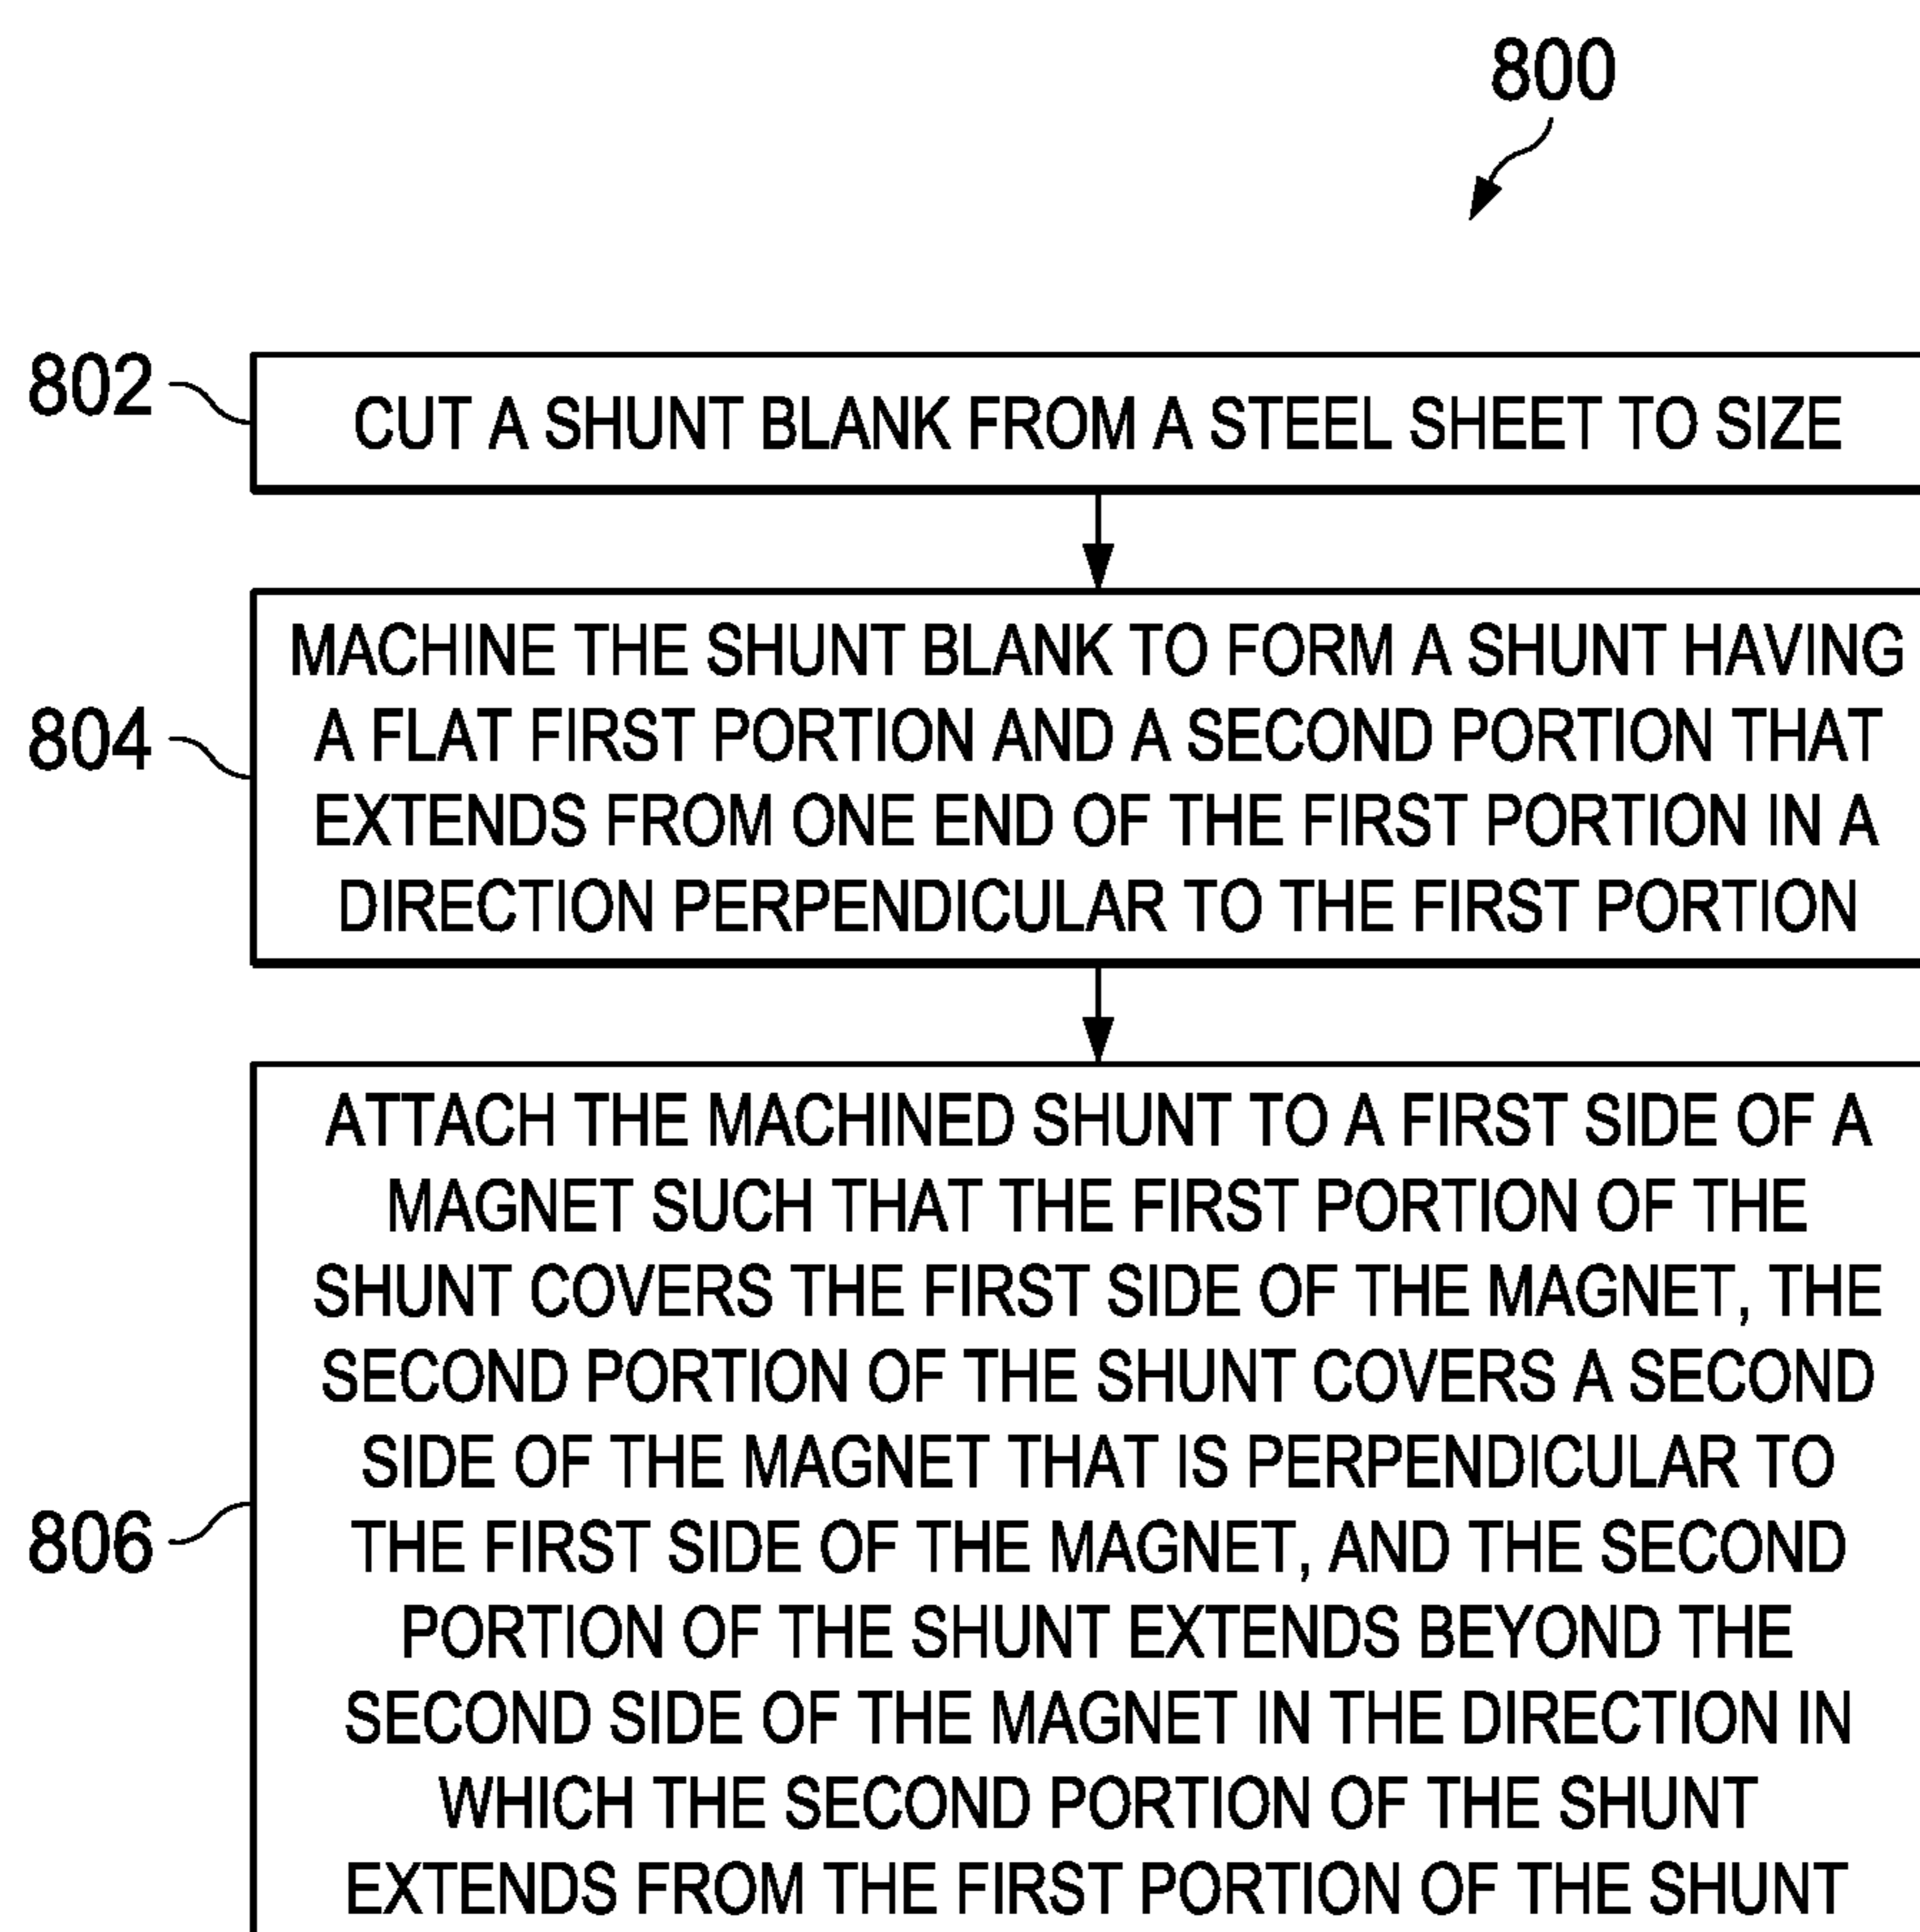 800
802
CUT A SHUNT BLANK FROM A STEEL SHEET TO SIZE
804
MACHINE THE SHUNT BLANK TO FORM A SHUNT HAVING
A FLAT FIRST PORTION AND A SECOND PORTION THAT
EXTENDS FROM ONE END OF THE FIRST PORTION IN A
DIRECTION PERPENDICULAR TO THE FIRST PORTION
806
ATTACH THE MACHINED SHUNT TO A FIRST SIDE OF A
MAGNET SUCH THAT THE FIRST PORTION OF THE
SHUNT COVERS THE FIRST SIDE OF THE MAGNET, THE
SECOND PORTION OF THE SHUNT COVERS A SECOND
SIDE OF THE MAGNET THAT IS PERPENDICULAR TO
THE FIRST SIDE OF THE MAGNET, AND THE SECOND
PORTION OF THE SHUNT EXTENDS BEYOND THE
SECOND SIDE OF THE MAGNET IN THE DIRECTION IN
WHICH THE SECOND PORTION OF THE SHUNT
EXTENDS FROM THE FIRST PORTION OF THE SHUNT